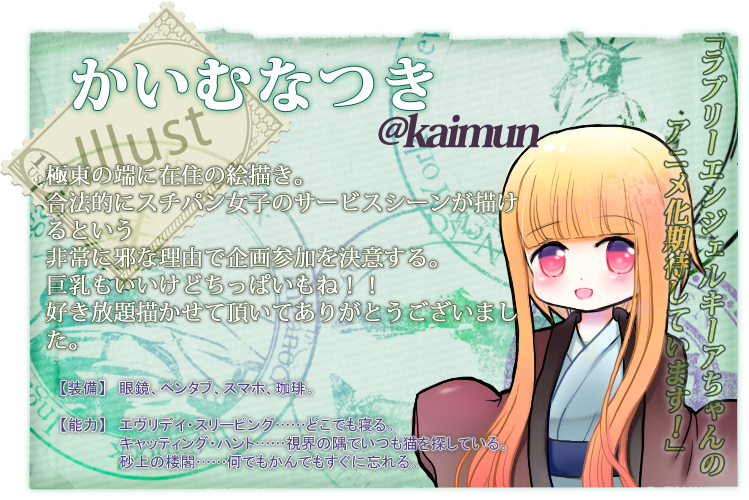 かいむなつき
@kaimun
Illust
極東の端に在住の絵描き。
合法的にスチパン女子のサービスシーンが描け
るという
非常に邪な理由で企画参加を決意する。
巨乳もいいけどちっぱいもね！！
好き放題描かせて頂いてありがとうございまし
た。
【装備】 眼鏡、ペンタブ、スマホ、珈琲。
【能力】 エヴリデイ・スリーピング……どこでも寝る。
キャッティング・ハント……視界の隅でいつも猫を探している。
砂上の楼閣……何でもかんでもすぐに忘れる。
「ラブリーエンジェルキーアちゃんの
アニメ化期待しています！」